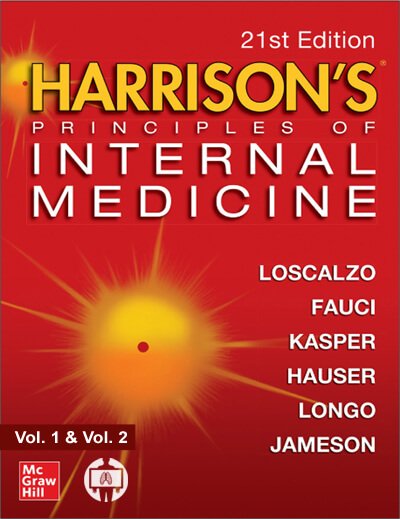 21st Edition
HARRISON'S®
PRINCIPLES OF
INTERNAL
MEDICINE
LOSCALZO
FAUCI
KASPER
HAUSER
LONGO
JAMESON
Vol. 1 & Vol. 2
Mc
Graw
Hill